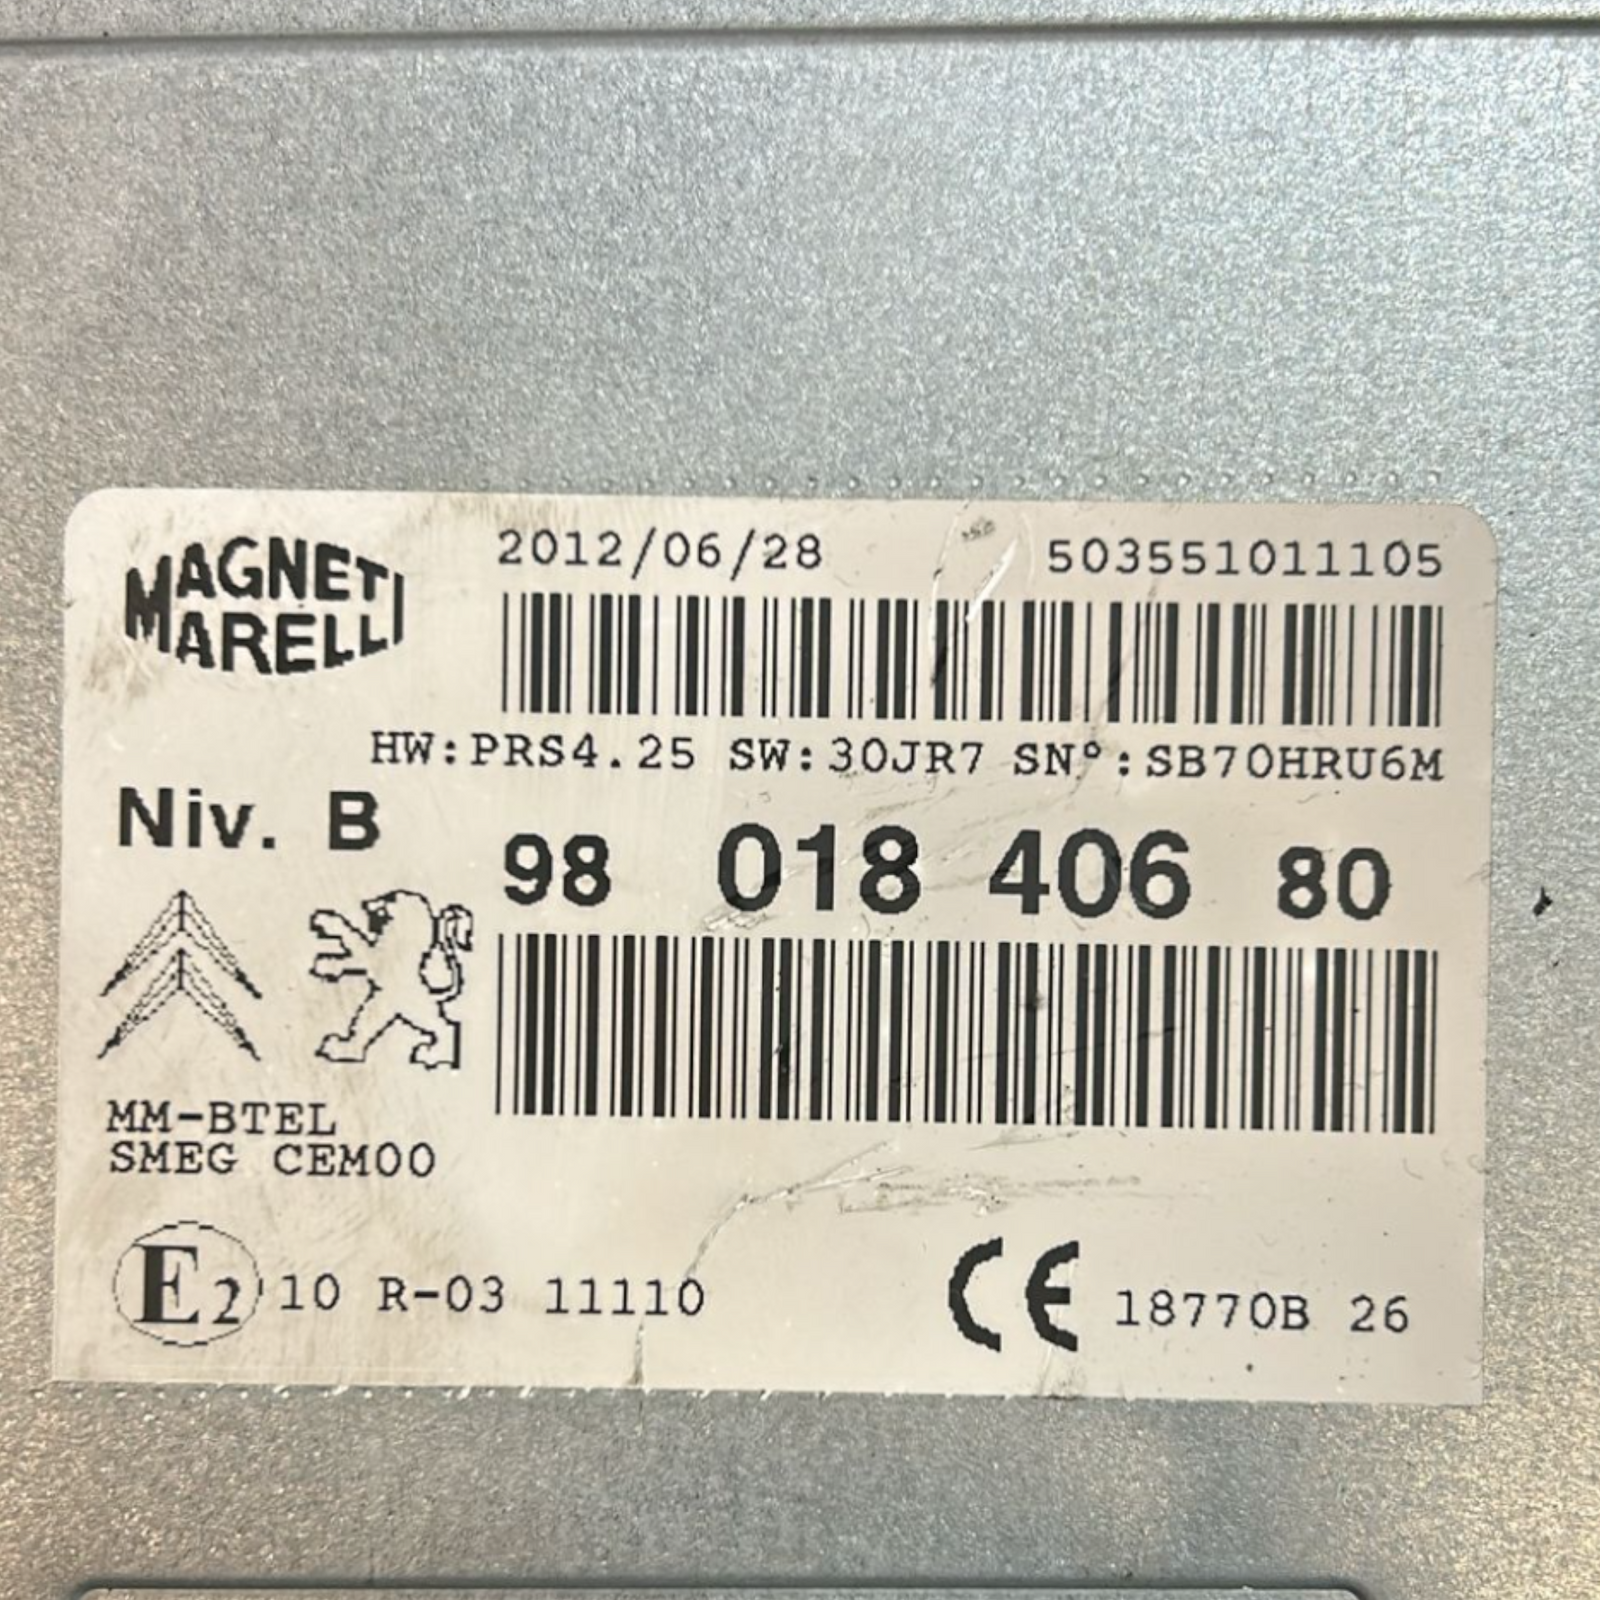 MAGNETI
MARELLI
2012/06/28 503551011105
HW:PRS4.25 SW:30JR7 SN°:SB70HRU6M
Niv. B
98 018 406 80
MM-BTEL
SMEG CEM00
E2 10 R-03 11110
CE 18770B 26